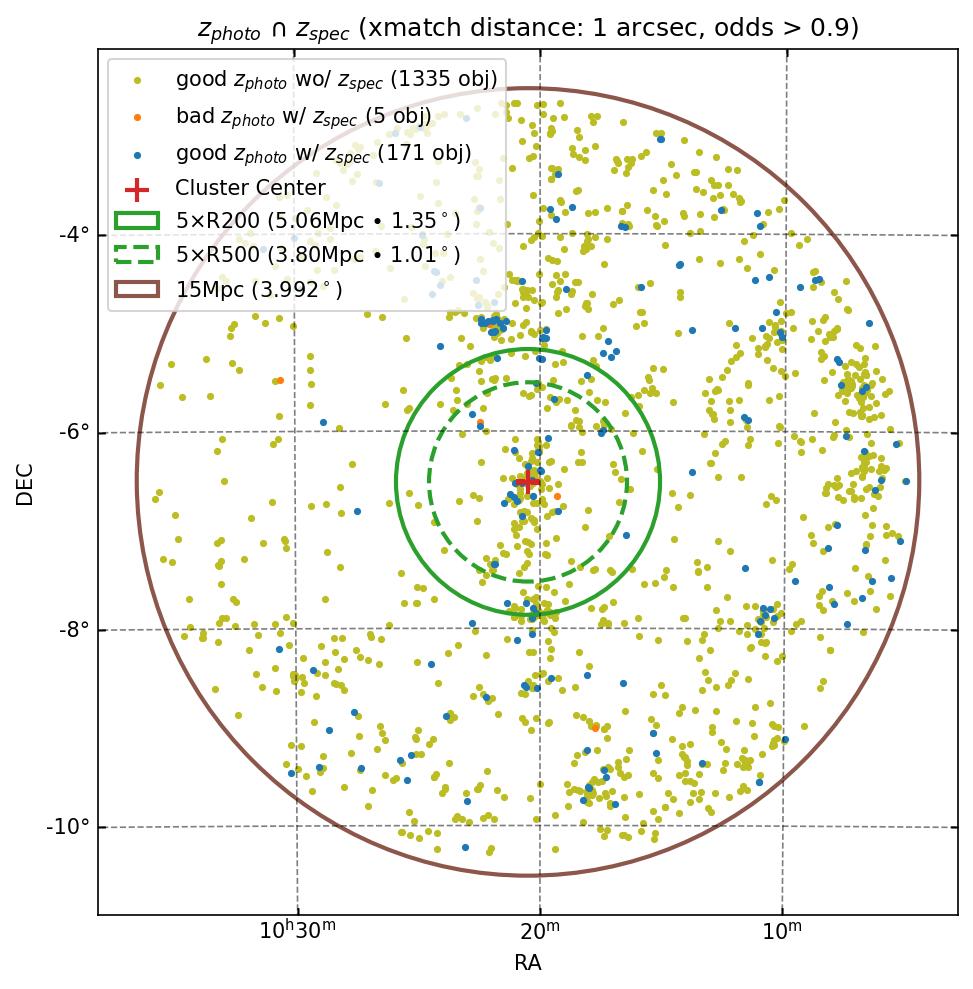 z_photo ∩ z_spec (xmatch distance: 1 arcsec, odds > 0.9)
good z_photo wo/ z_spec (1335 obj)
bad z_photo w/ z_spec (5 obj)
good z_photo w/ z_spec (171 obj)
Cluster Center
5×R200 (5.06Mpc • 1.35°)
5×R500 (3.80Mpc • 1.01°)
15Mpc (3.992°)
-4°
-6°
-8°
-10°
DEC
10ʰ30ᵐ
20ᵐ
10ᵐ
RA